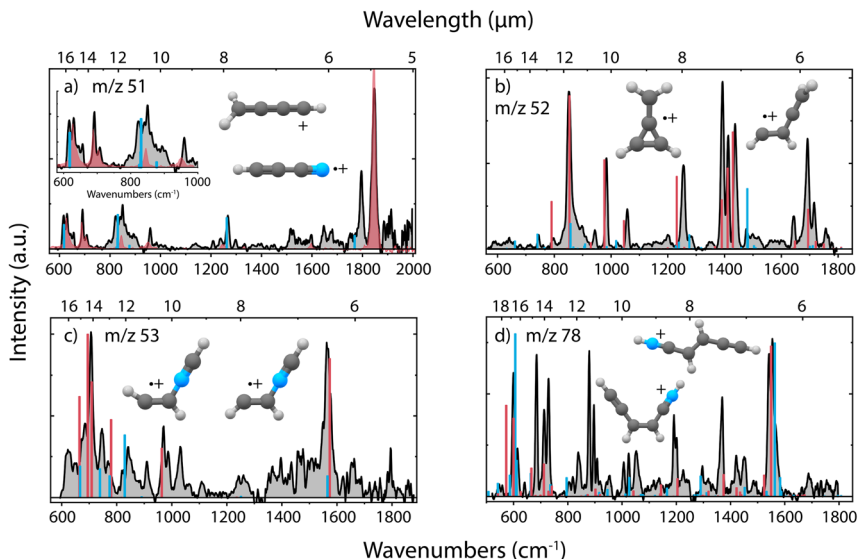 Wavelength (μm)
16 14 12 10 8 6 5
16 14 12 10 8 6
a) m/z 51
+
•+
600 800 1000
Wavenumbers (cm-1)
600 800 1000 1200 1400 1600 1800 2000
b)
m/z 52
•+
•+
600 800 1000 1200 1400 1600 1800
Intensity (a.u.)
16 14 12 10 8 6
18 16 14 12 10 8 6
c) m/z 53
•+
•+
600 800 1000 1200 1400 1600 1800
d) m/z 78
+
+
600 800 1000 1200 1400 1600 1800
Wavenumbers (cm-1)